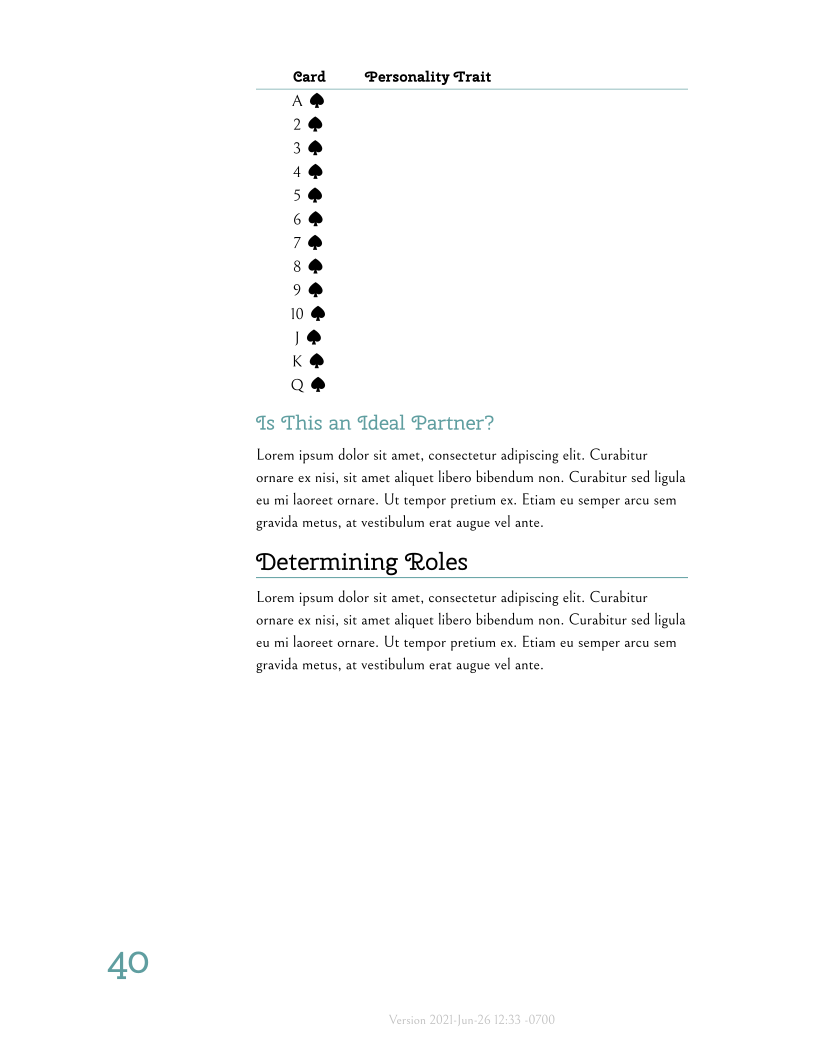 Card Personality Trait
A ♠
2 ♠
3 ♠
4 ♠
5 ♠
6 ♠
7 ♠
8 ♠
9 ♠
10 ♠
J ♠
K ♠
Q ♠
Is This an Ideal Partner?
Lorem ipsum dolor sit amet, consectetur adipiscing elit. Curabitur
ornare ex nisi, sit amet aliquet libero bibendum non. Curabitur sed ligula
eu mi laoreet ornare. Ut tempor pretium ex. Etiam eu semper arcu sem
gravida metus, at vestibulum erat augue vel ante.
Determining Roles
Lorem ipsum dolor sit amet, consectetur adipiscing elit. Curabitur
ornare ex nisi, sit amet aliquet libero bibendum non. Curabitur sed ligula
eu mi laoreet ornare. Ut tempor pretium ex. Etiam eu semper arcu sem
gravida metus, at vestibulum erat augue vel ante.
40
Version 2021-Jun-26 12:33 -0700